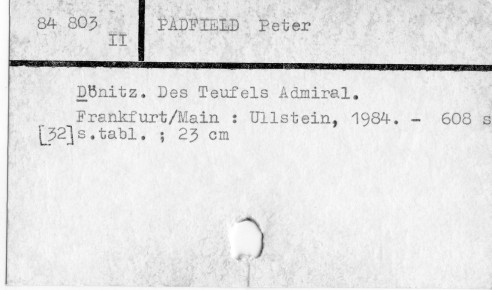 84 803
II
PADFIELD Peter
Dönitz. Des Teufels Admiral.
Frankfurt/Main : Ullstein, 1984. - 608 s
[32]s.tabl. ; 23 cm